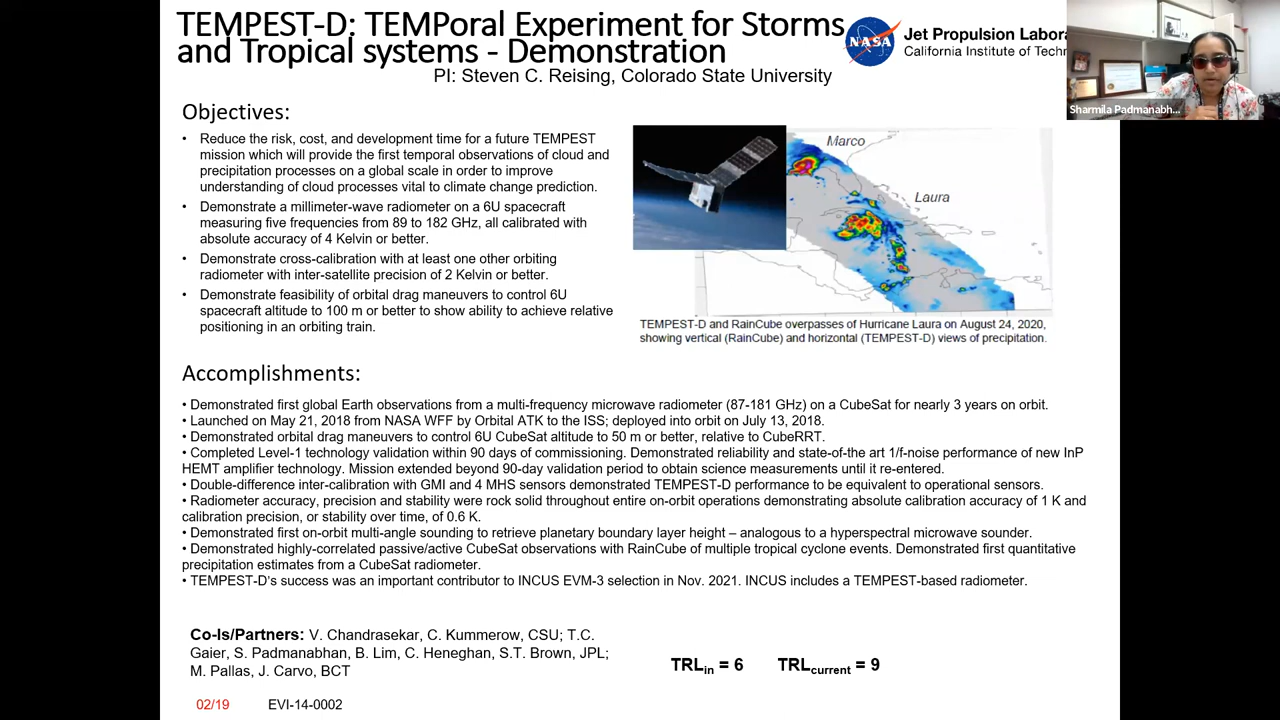 TEMPEST-D: TEMPoral Experiment for Storms
and Tropical systems - Demonstration
PI: Steven C. Reising, Colorado State University
NASA
Jet Propulsion Labora
California Institute of Techn
Sharmila Padmanabh...
Objectives:
• Reduce the risk, cost, and development time for a future TEMPEST
mission which will provide the first temporal observations of cloud and
precipitation processes on a global scale in order to improve
understanding of cloud processes vital to climate change prediction.
• Demonstrate a millimeter-wave radiometer on a 6U spacecraft
measuring five frequencies from 89 to 182 GHz, all calibrated with
absolute accuracy of 4 Kelvin or better.
• Demonstrate cross-calibration with at least one other orbiting
radiometer with inter-satellite precision of 2 Kelvin or better.
• Demonstrate feasibility of orbital drag maneuvers to control 6U
spacecraft altitude to 100 m or better to show ability to achieve relative
positioning in an orbiting train.
Marco
Laura
TEMPEST-D and RainCube overpasses of Hurricane Laura on August 24, 2020,
showing vertical (RainCube) and horizontal (TEMPEST-D) views of precipitation.
Accomplishments:
• Demonstrated first global Earth observations from a multi-frequency microwave radiometer (87-181 GHz) on a CubeSat for nearly 3 years on orbit.
• Launched on May 21, 2018 from NASA WFF by Orbital ATK to the ISS; deployed into orbit on July 13, 2018.
• Demonstrated orbital drag maneuvers to control 6U CubeSat altitude to 50 m or better, relative to CubeRRT.
• Completed Level-1 technology validation within 90 days of commissioning. Demonstrated reliability and state-of-the art 1/f-noise performance of new InP
HEMT amplifier technology. Mission extended beyond 90-day validation period to obtain science measurements until it re-entered.
• Double-difference inter-calibration with GMI and 4 MHS sensors demonstrated TEMPEST-D performance to be equivalent to operational sensors.
• Radiometer accuracy, precision and stability were rock solid throughout entire on-orbit operations demonstrating absolute calibration accuracy of 1 K and
calibration precision, or stability over time, of 0.6 K.
• Demonstrated first on-orbit multi-angle sounding to retrieve planetary boundary layer height – analogous to a hyperspectral microwave sounder.
• Demonstrated highly-correlated passive/active CubeSat observations with RainCube of multiple tropical cyclone events. Demonstrated first quantitative
precipitation estimates from a CubeSat radiometer.
• TEMPEST-D's success was an important contributor to INCUS EVM-3 selection in Nov. 2021. INCUS includes a TEMPEST-based radiometer.
Co-Is/Partners: V. Chandrasekar, C. Kummerow, CSU; T.C.
Gaier, S. Padmanabhan, B. Lim, C. Heneghan, S.T. Brown, JPL;
M. Pallas, J. Carvo, BCT
TRLin = 6 TRLcurrent = 9
02/19 EVI-14-0002